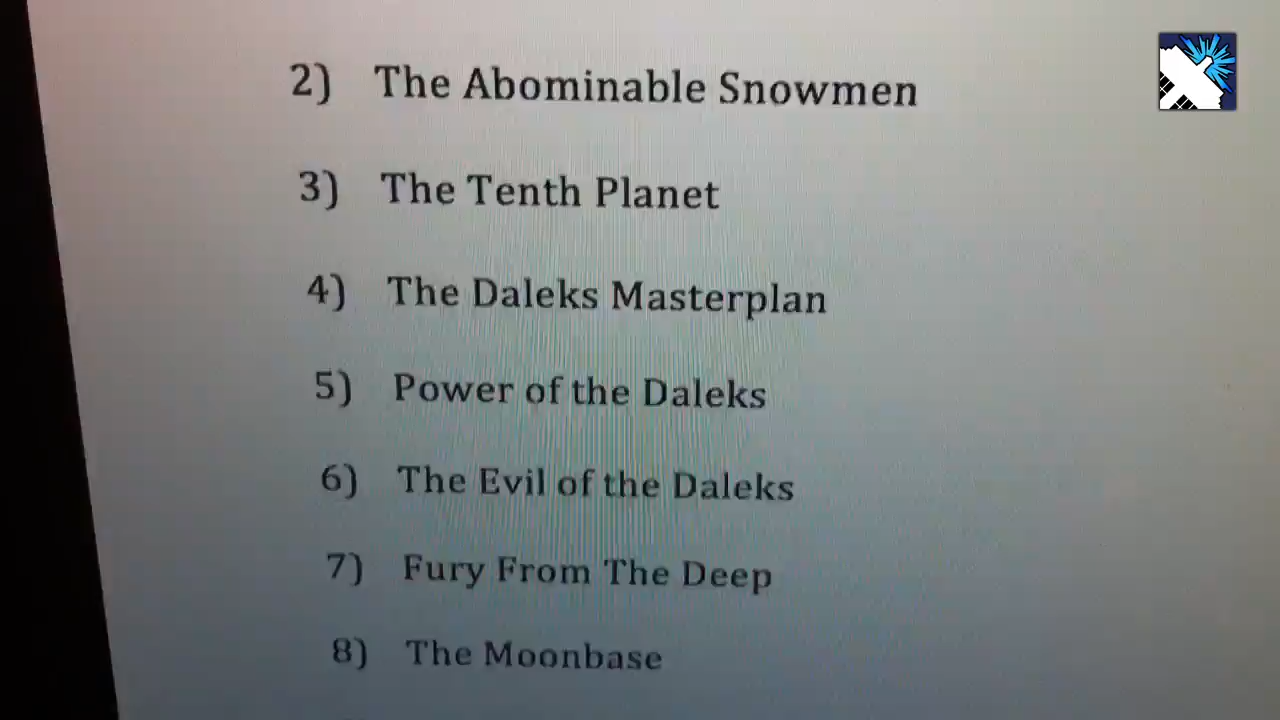 2) The Abominable Snowmen
3) The Tenth Planet
4) The Daleks Masterplan
5) Power of the Daleks
6) The Evil of the Daleks
7) Fury From The Deep
8) The Moonbase